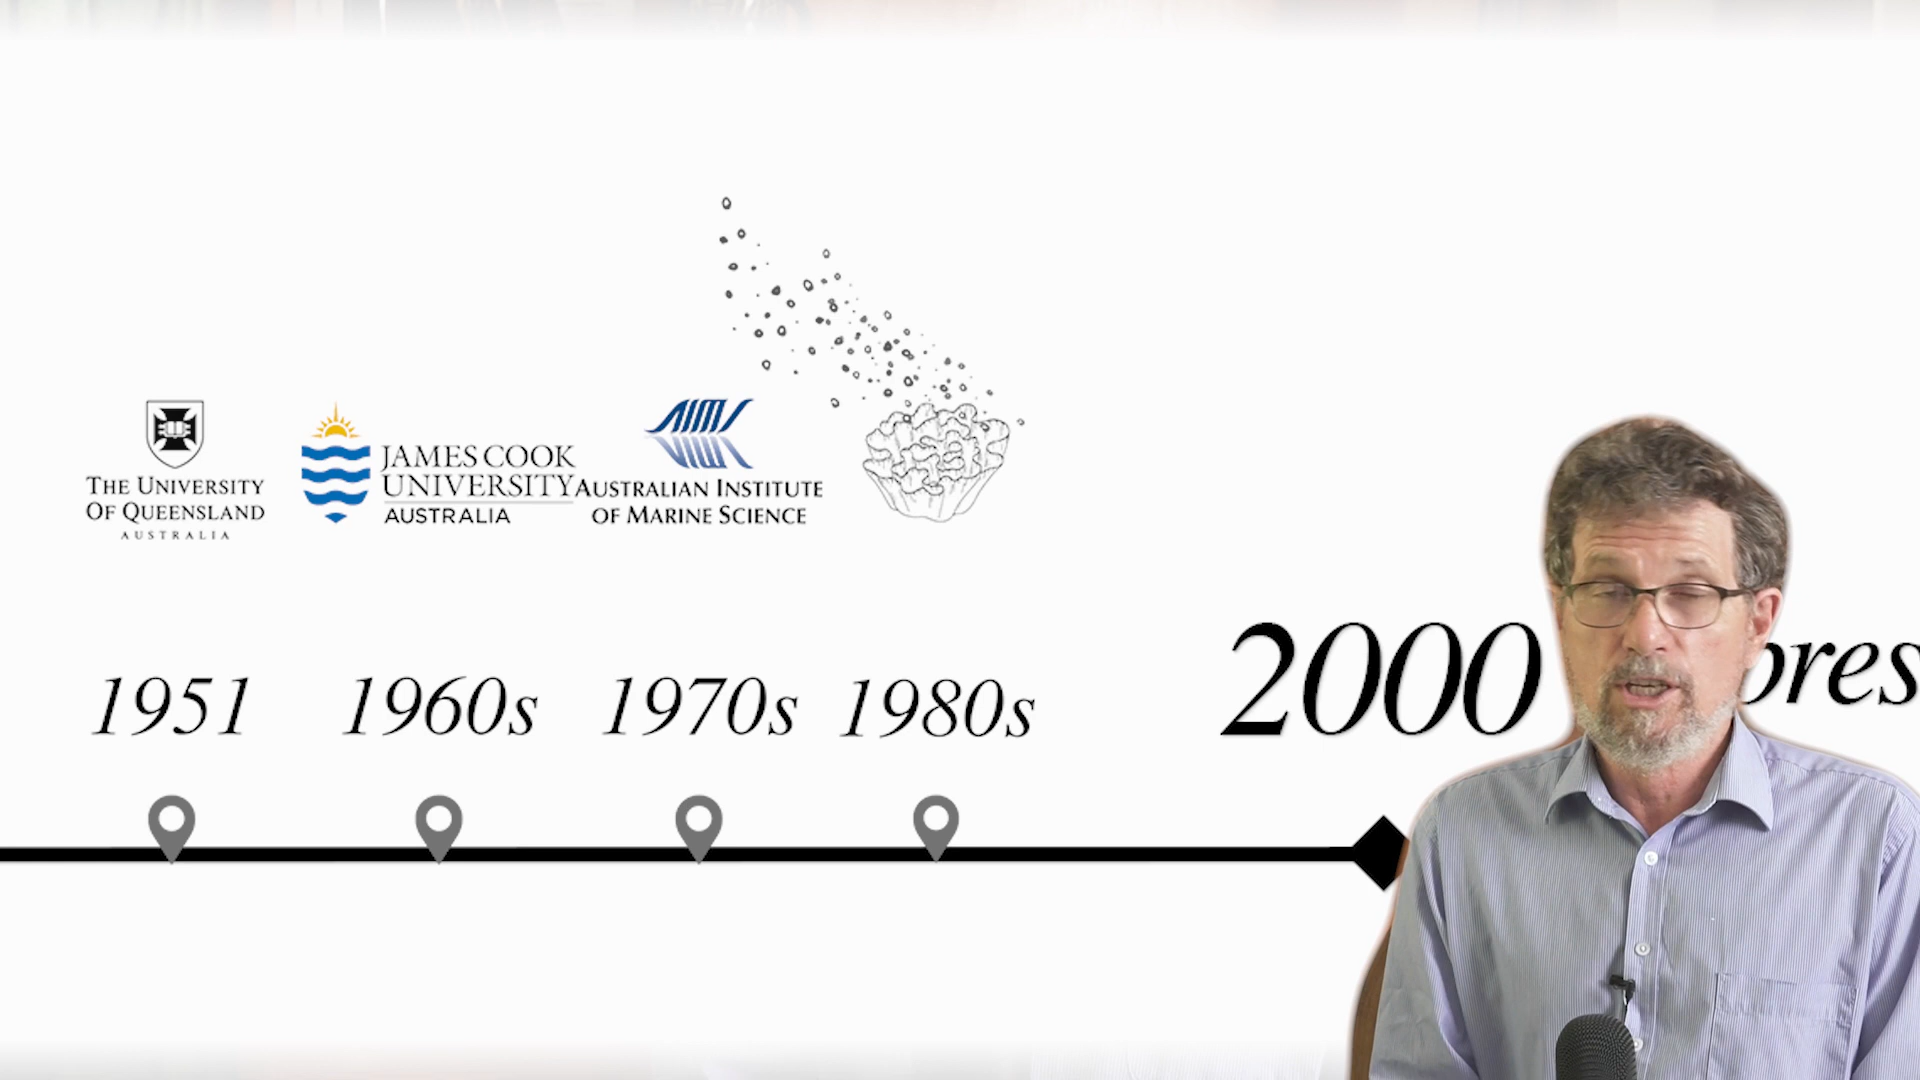 AIMS
THE UNIVERSITY
OF QUEENSLAND
AUSTRALIA
JAMES COOK
UNIVERSITY
AUSTRALIA
AUSTRALIAN INSTITUTE
OF MARINE SCIENCE
1951
1960s
1970s
1980s
2000
pres